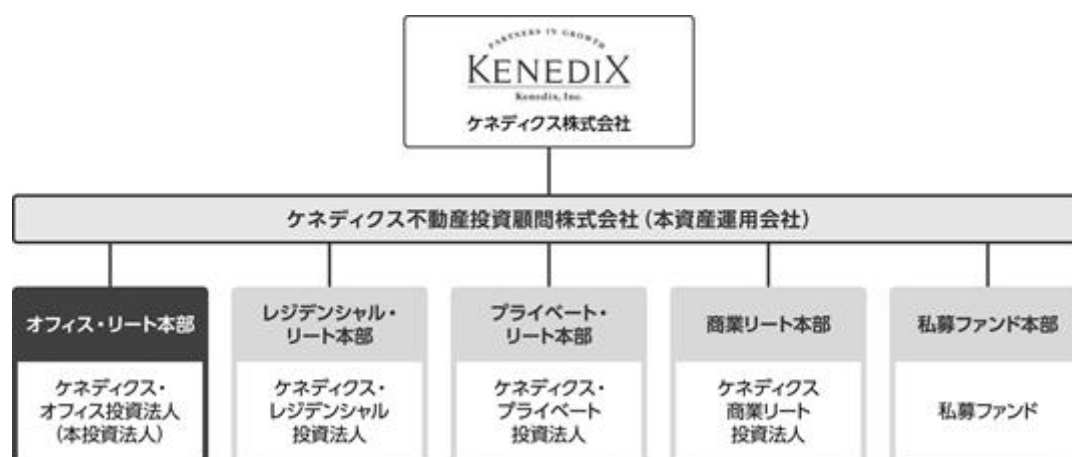 PARTNERS IN GROWTH
KENEDIX
Kenedix, Inc.
ケネディクス株式会社
ケネディクス不動産投資顧問株式会社（本資産運用会社）
オフィス・リート本部
ケネディクス・
オフィス投資法人
（本投資法人）
レジデンシャル・
リート本部
ケネディクス・
レジデンシャル
投資法人
プライベート・
リート本部
ケネディクス・
プライベート
投資法人
商業リート本部
ケネディクス
商業リート
投資法人
私募ファンド本部
私募ファンド